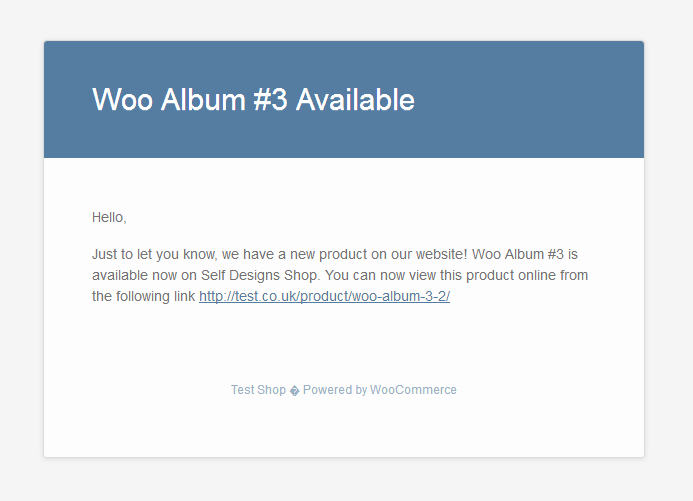 Woo Album #3 Available
Hello,
Just to let you know, we have a new product on our website! Woo Album #3 is
available now on Self Designs Shop. You can now view this product online from
the following link http://test.co.uk/product/woo-album-3-2/
Test Shop � Powered by WooCommerce